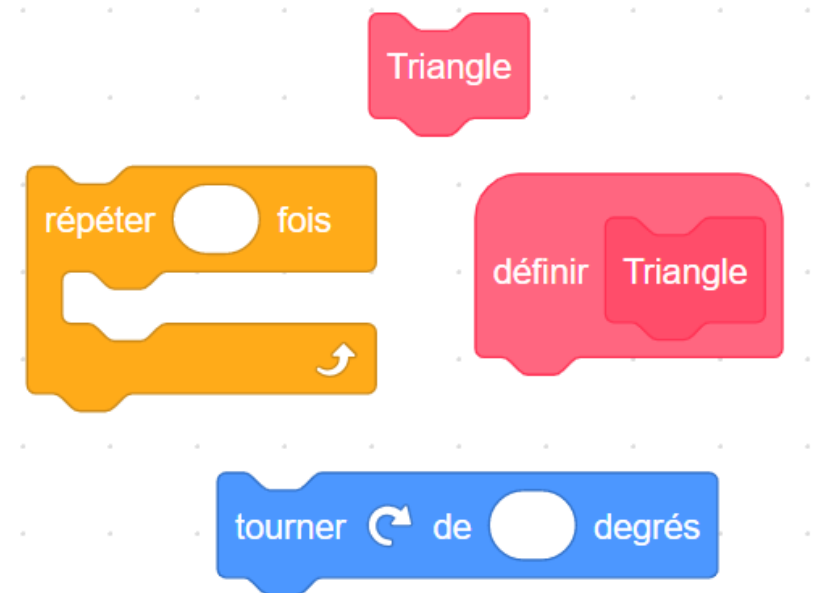 Triangle
répéter fois
définir Triangle
tourner de degrés